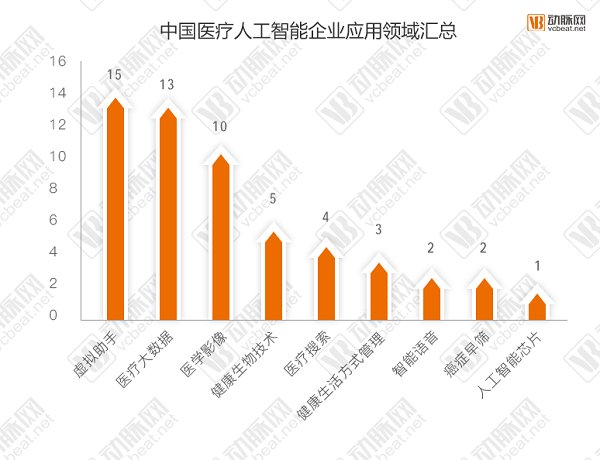 中国医疗人工智能企业应用领域汇总
VB 动脉网
vcbeat.net
16
14
12
10
8
6
4
2
0
15
13
10
5
4
3
2
2
1
虚拟助手
医疗大数据
医学影像
健康生物技术
医疗搜索
健康生活方式管理
智能语音
癌症早筛
人工智能芯片